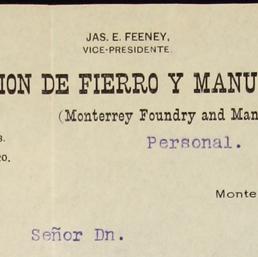 JAS. E. FEENEY,
VICE-PRESIDENTE.
ION DE FIERRO Y MANU
(Monterrey Foundry and Man
Personal.
Monte
Señor Dn.